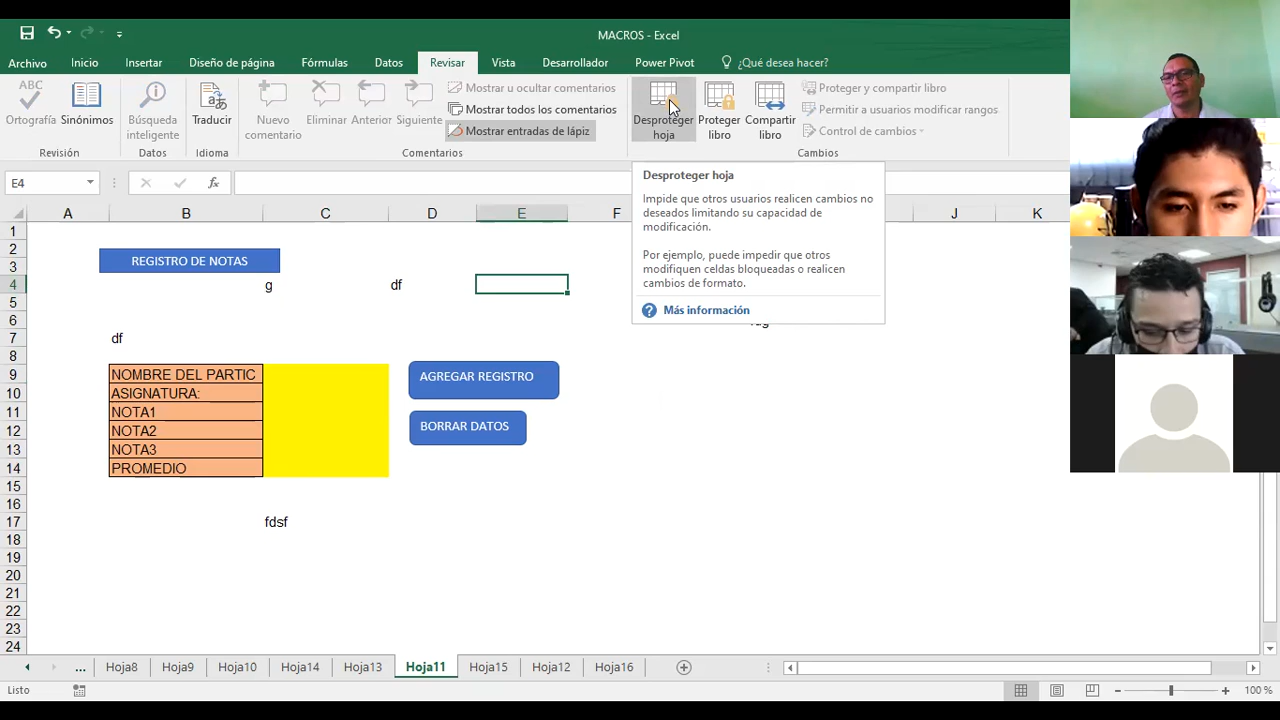 MACROS - Excel
Archivo Inicio Insertar Diseño de página Fórmulas Datos Revisar Vista Desarrollador Power Pivot ¿Qué desea hacer?
ABC
Ortografía Sinónimos
Búsqueda inteligente
Traducir
Nuevo comentario
Eliminar Anterior Siguiente
Mostrar u ocultar comentarios
Mostrar todos los comentarios
Mostrar entradas de lápiz
Desproteger hoja
Proteger libro
Compartir libro
Proteger y compartir libro
Permitir a usuarios modificar rangos
Control de cambios
Revisión Datos Idioma Comentarios Cambios
E4 fx
Desproteger hoja
Impide que otros usuarios realicen cambios no
deseados limitando su capacidad de
modificación.
Por ejemplo, puede impedir que otros
modifiquen celdas bloqueadas o realicen
cambios de formato.
? Más información
A B C D E F J K
1
2
3
4
5
6
7
8
9
10
11
12
13
14
15
16
17
18
19
20
21
22
23
24
REGISTRO DE NOTAS
g df
df
NOMBRE DEL PARTIC
ASIGNATURA:
NOTA1
NOTA2
NOTA3
PROMEDIO
AGREGAR REGISTRO
BORRAR DATOS
fdsf
... Hoja8 Hoja9 Hoja10 Hoja14 Hoja13 Hoja11 Hoja15 Hoja12 Hoja16
Listo 100 %